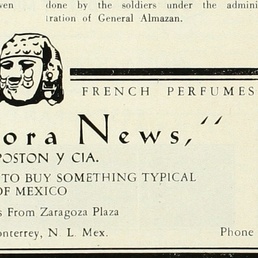 ven done by the soldiers under the admini
tration of General Almazan.
FRENCH PERFUMES
ora News,"
POSTON Y CIA.
TO BUY SOMETHING TYPICAL
OF MEXICO
s From Zaragoza Plaza
onterrey, N L Mex. Phone